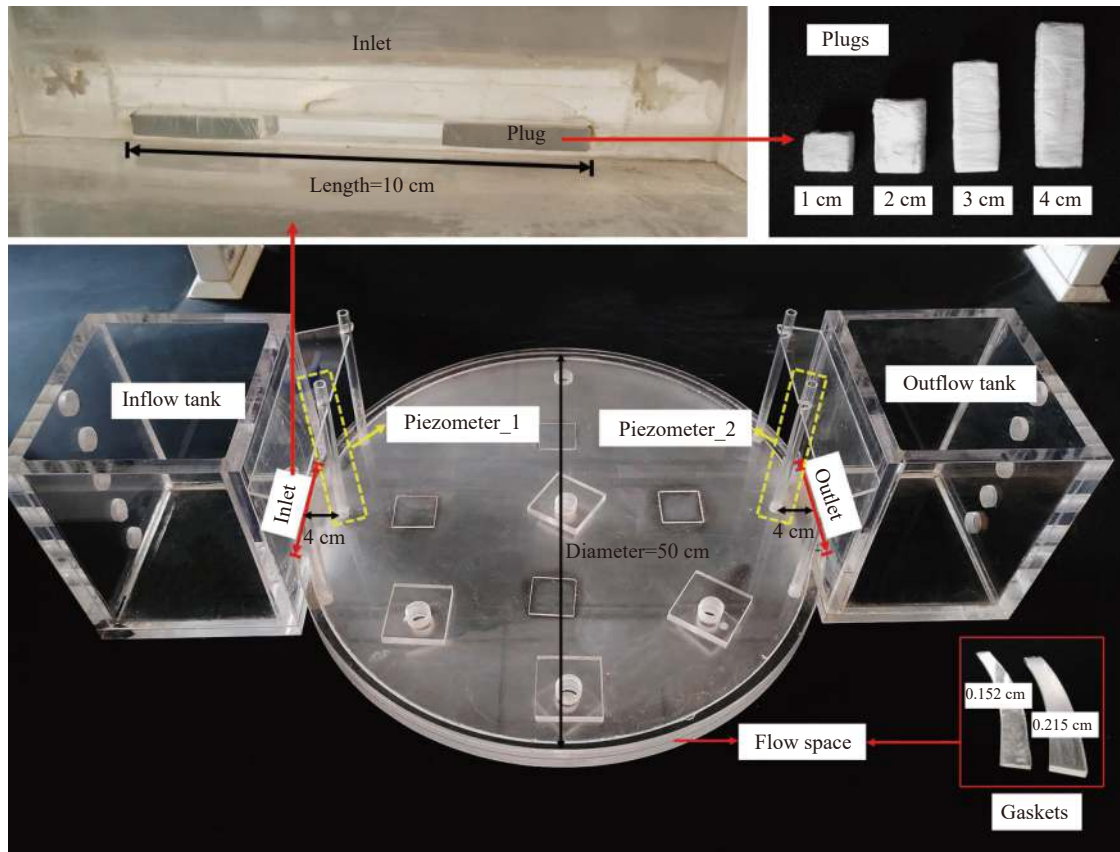 Inlet
Plug
Length=10 cm
Plugs
1 cm
2 cm
3 cm
4 cm
Inflow tank
Outflow tank
Piezometer_1
Piezometer_2
Inlet
Outlet
4 cm
4 cm
Diameter=50 cm
0.152 cm
0.215 cm
Flow space
Gaskets